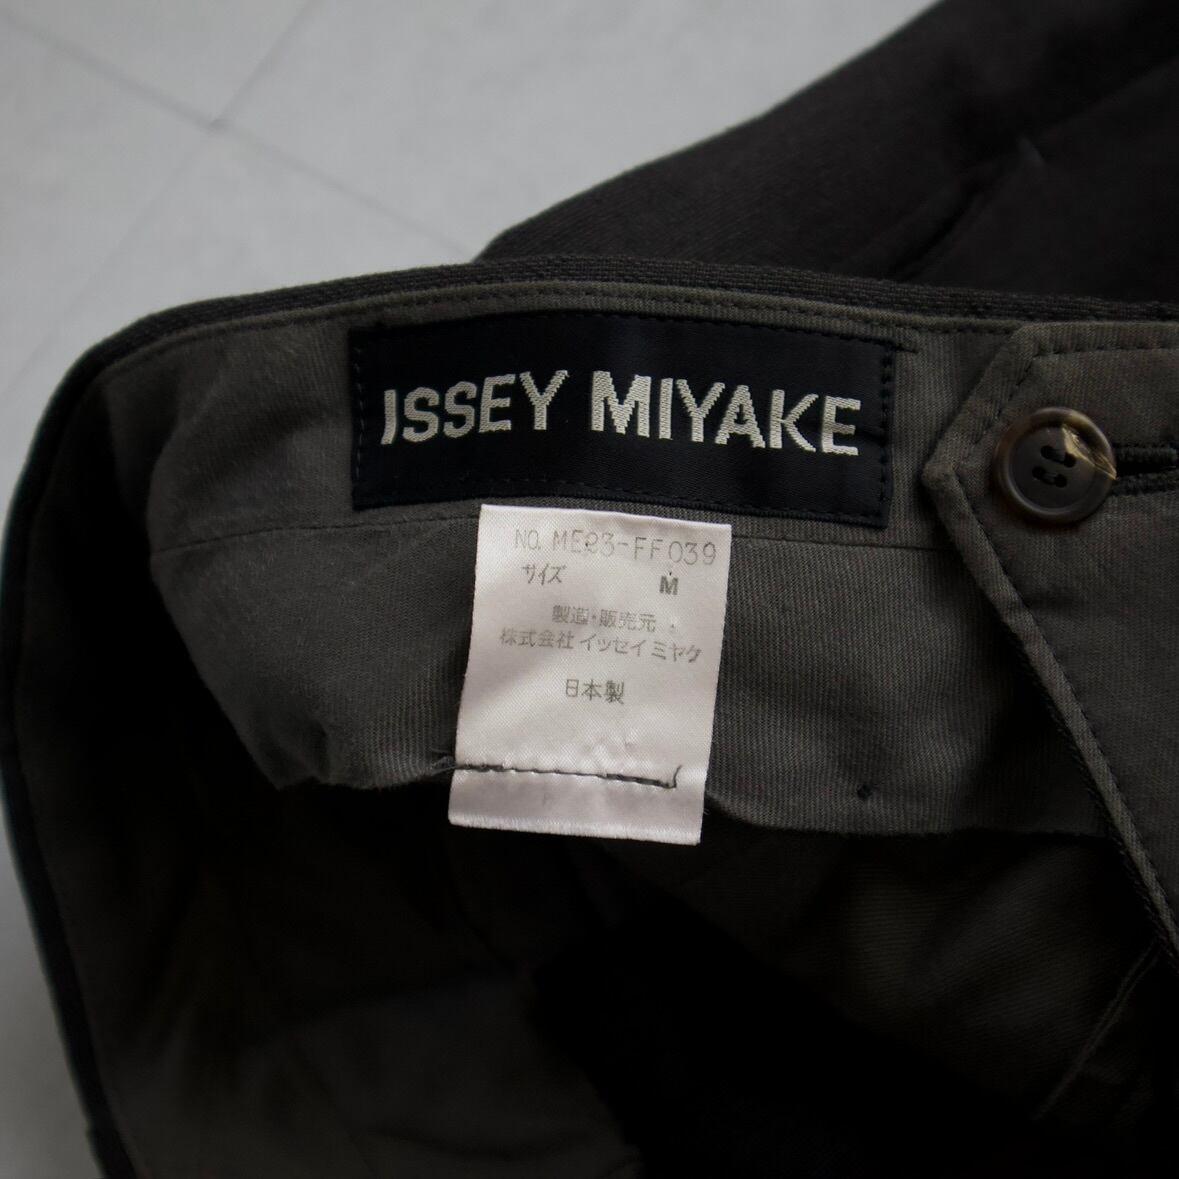 ISSEY MIYAKE
NO. ME93-FF039
サイズ M
製造・販売元
株式会社 イッセイ ミヤケ
日本製